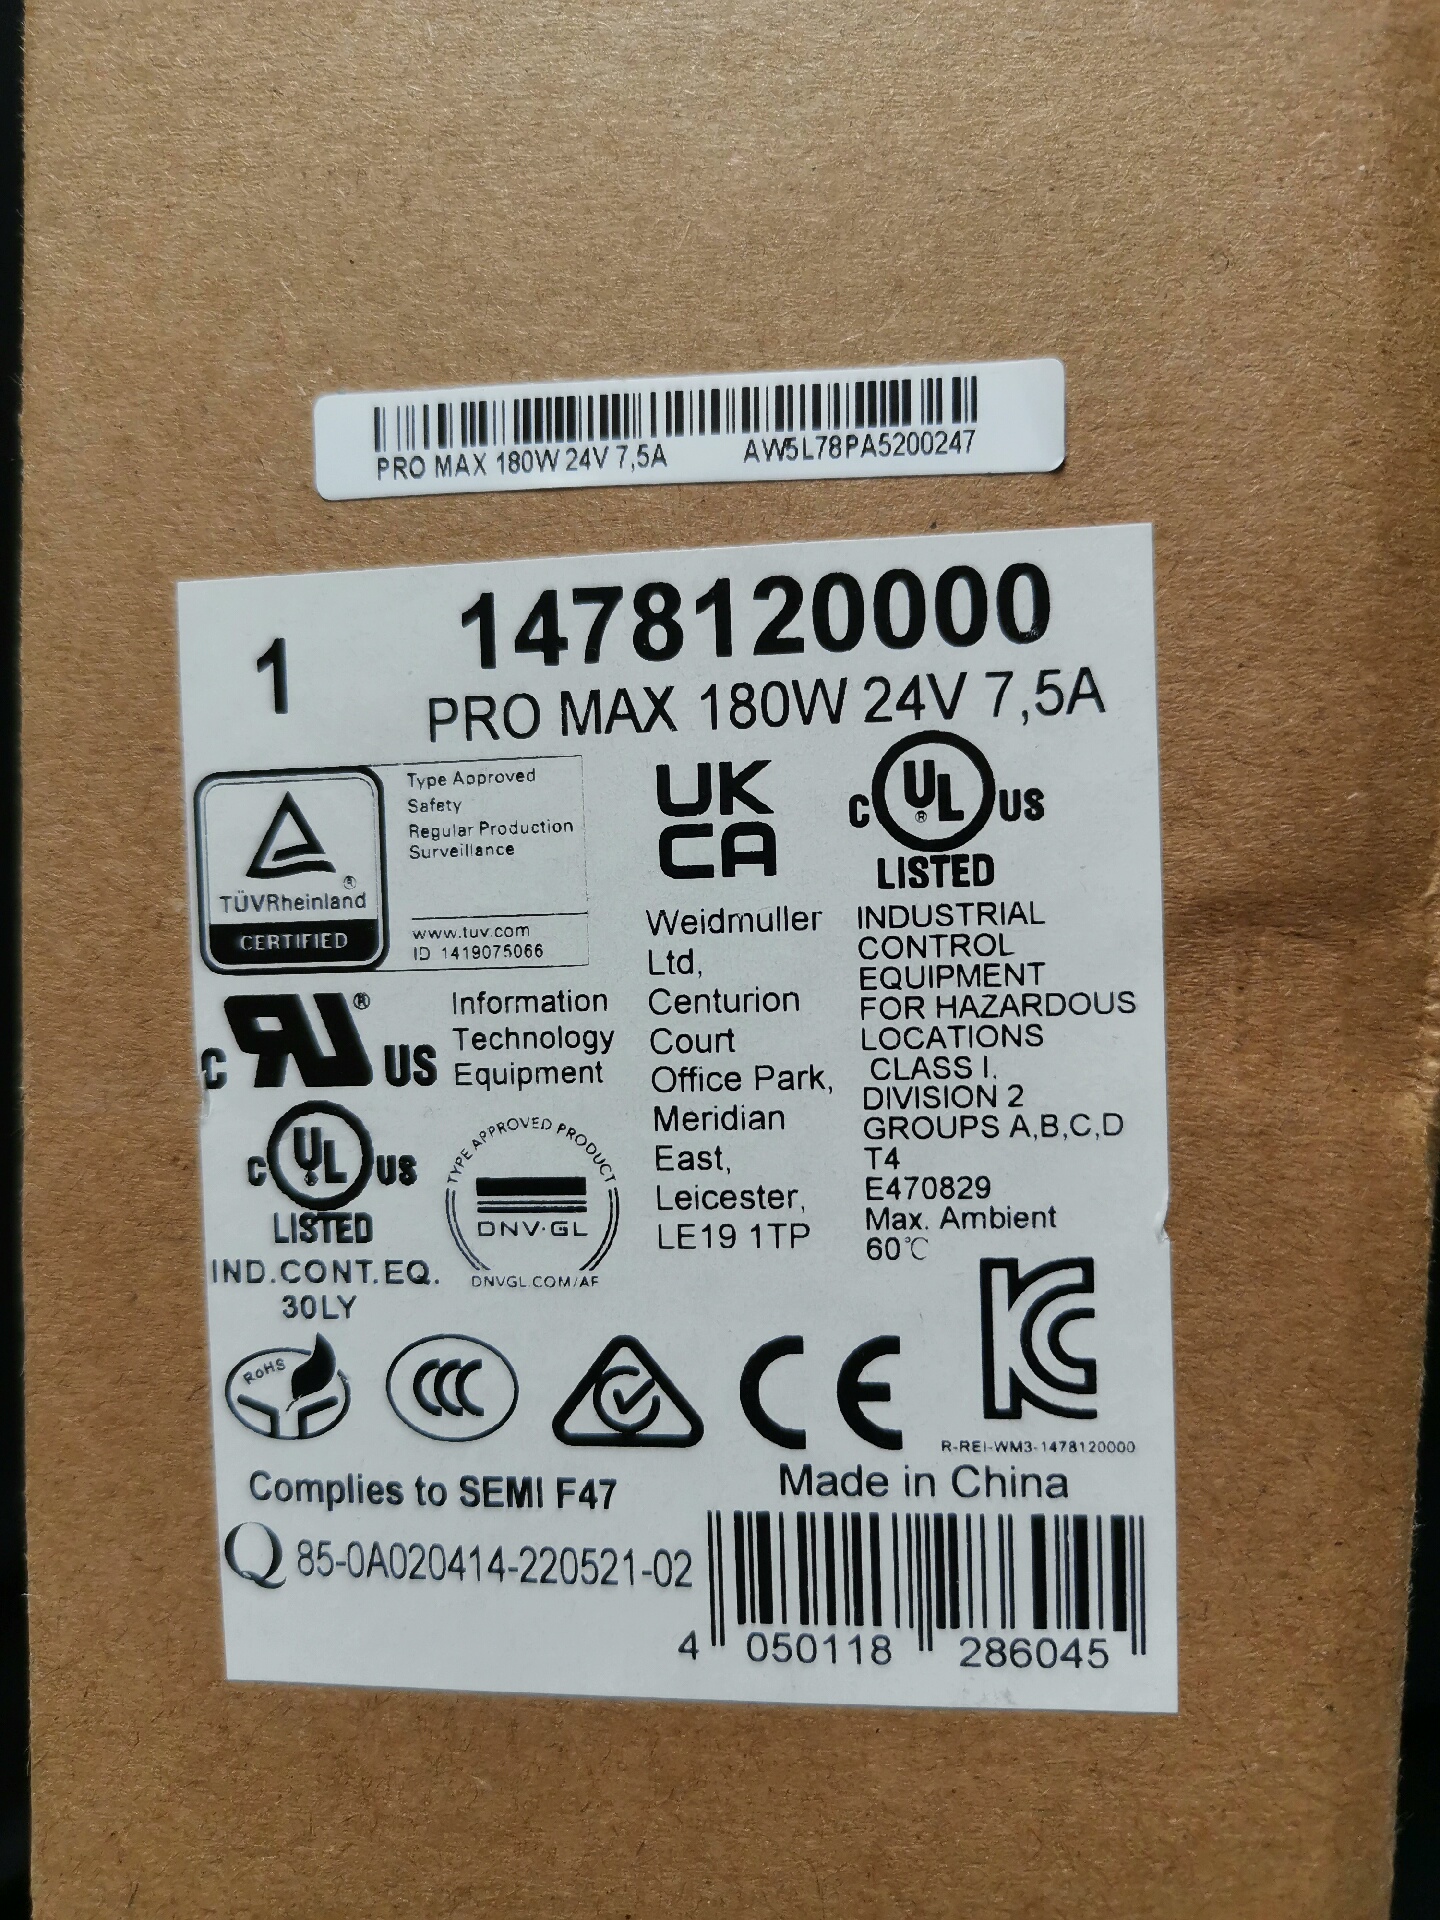 PRO MAX 180W 24V 7,5A AW5L78PA5200247
1 1478120000
PRO MAX 180W 24V 7,5A
Type Approved
Safety
Regular Production
Surveillance
www.tuv.com
ID 1419075066
TÜVRheinland®
CERTIFIED
UK
CA
Weidmuller
Ltd,
Centurion
Court
Office Park,
Meridian
East,
Leicester,
LE19 1TP
C UL® US
LISTED
INDUSTRIAL
CONTROL
EQUIPMENT
FOR HAZARDOUS
LOCATIONS
CLASS I.
DIVISION 2
GROUPS A,B,C,D
T4
E470829
Max. Ambient
60℃
C RU® US
Information
Technology
Equipment
C UL US
LISTED
IND.CONT.EQ.
30LY
TYPE APPROVED PRODUCT
DNV·GL
DNVGL.COM/AF
RoHS
CCC
CE
KC
R-REI-WM3-1478120000
Complies to SEMI F47
Made in China
Q 85-0A020414-220521-02
4 050118 286045